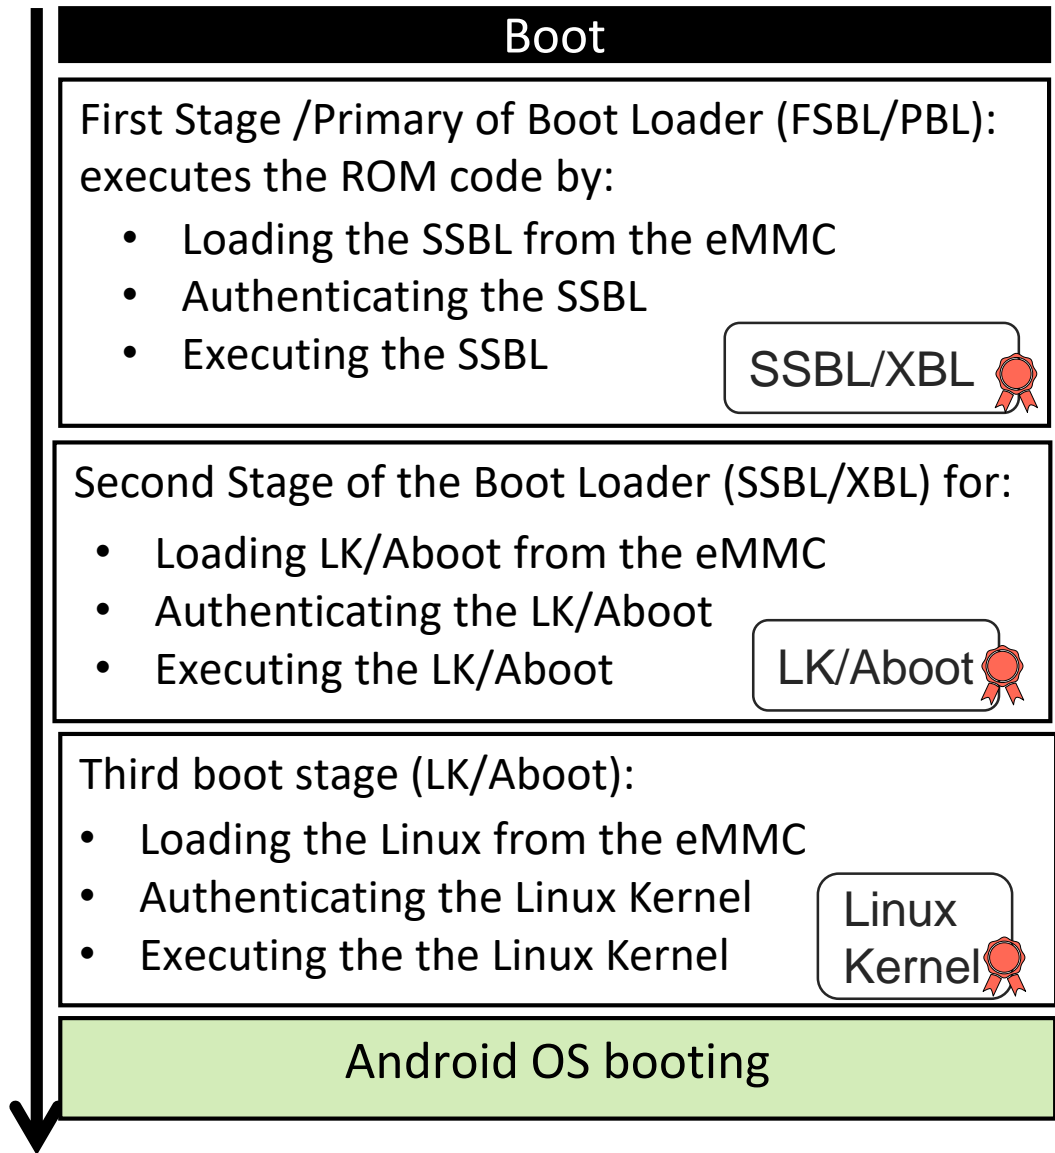 Boot
First Stage /Primary of Boot Loader (FSBL/PBL):
executes the ROM code by:
• Loading the SSBL from the eMMC
• Authenticating the SSBL
• Executing the SSBL
SSBL/XBL
Second Stage of the Boot Loader (SSBL/XBL) for:
• Loading LK/Aboot from the eMMC
• Authenticating the LK/Aboot
• Executing the LK/Aboot
LK/Aboot
Third boot stage (LK/Aboot):
• Loading the Linux from the eMMC
• Authenticating the Linux Kernel
• Executing the the Linux Kernel
Linux
Kernel
Android OS booting